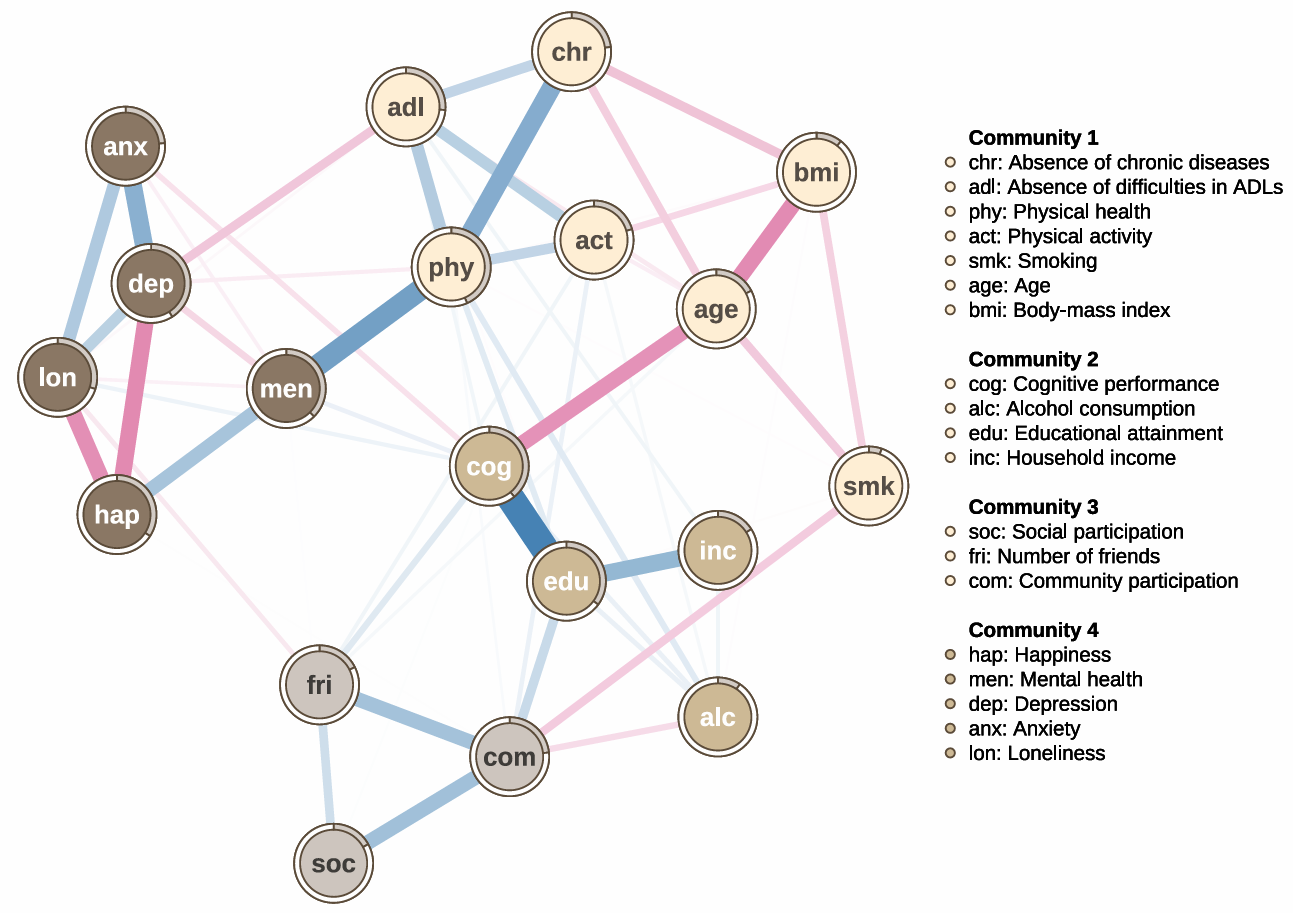 chr
adl
anx
bmi
act
phy
dep
age
lon
men
cog
smk
hap
inc
edu
fri
alc
com
soc
Community 1
chr: Absence of chronic diseases
adl: Absence of difficulties in ADLs
phy: Physical health
act: Physical activity
smk: Smoking
age: Age
bmi: Body-mass index
Community 2
cog: Cognitive performance
alc: Alcohol consumption
edu: Educational attainment
inc: Household income
Community 3
soc: Social participation
fri: Number of friends
com: Community participation
Community 4
hap: Happiness
men: Mental health
dep: Depression
anx: Anxiety
lon: Loneliness